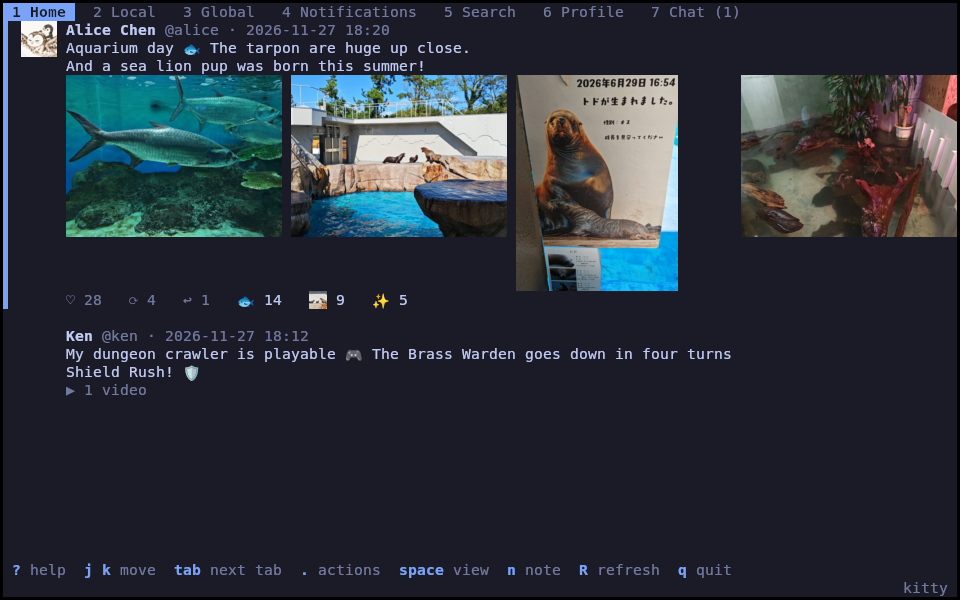 1 Home 2 Local 3 Global 4 Notifications 5 Search 6 Profile 7 Chat (1)
Alice Chen @alice · 2026-11-27 18:20
Aquarium day 🐟 The tarpon are huge up close.
And a sea lion pup was born this summer!
2026年6月29日 16:54
トドが生まれました。
♡ 28 ⟳ 4 ↩ 1 🐟 14 9 ✨ 5
Ken @ken · 2026-11-27 18:12
My dungeon crawler is playable 🎮 The Brass Warden goes down in four turns
Shield Rush! 🛡️
▶ 1 video
? help j k move tab next tab . actions space view n note R refresh q quit
kitty